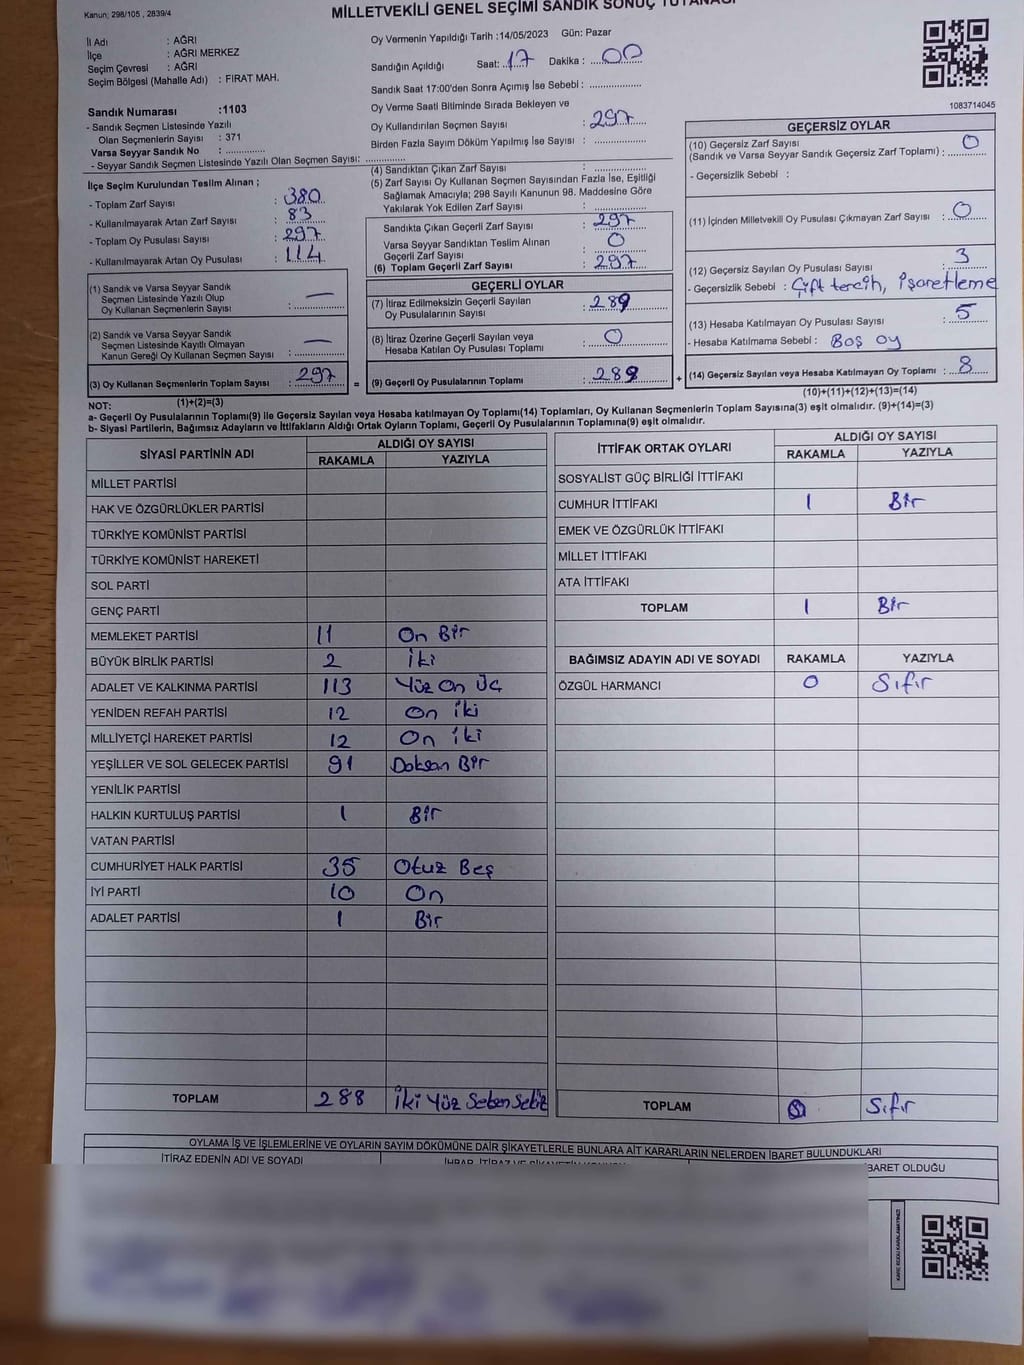 Kanun; 298/105 , 2839/4
MİLLETVEKİLİ GENEL SEÇİMİ SANDIK SONUÇ TUTANAĞI
İl Adı : AĞRI
İlçe : AĞRI MERKEZ
Seçim Çevresi : AĞRI
Seçim Bölgesi (Mahalle Adı) : FIRAT MAH.
Sandık Numarası :1103
- Sandık Seçmen Listesinde Yazılı
Olan Seçmenlerin Sayısı : 371
Varsa Seyyar Sandık No :
- Seyyar Sandık Seçmen Listesinde Yazılı Olan Seçmen Sayısı:
İlçe Seçim Kurulundan Teslim Alınan ;
- Toplam Zarf Sayısı : 380
- Kullanılmayarak Artan Zarf Sayısı : 83
- Toplam Oy Pusulası Sayısı : 297
- Kullanılmayarak Artan Oy Pusulası : 114
(1) Sandık ve Varsa Seyyar Sandık
Seçmen Listesinde Yazılı Olup
Oy Kullanan Seçmenlerin Sayısı : —
(2) Sandık ve Varsa Seyyar Sandık
Seçmen Listesinde Kayıtlı Olmayan
Kanun Gereği Oy Kullanan Seçmen Sayısı : —
(3) Oy Kullanan Seçmenlerin Toplam Sayısı : 297
(1)+(2)=(3)
Oy Vermenin Yapıldığı Tarih :14/05/2023 Gün: Pazar
Sandığın Açıldığı Saat: 17 Dakika : 00
Sandık Saat 17:00'den Sonra Açımış İse Sebebi :
Oy Verme Saati Bitiminde Sırada Bekleyen ve
Oy Kullandırılan Seçmen Sayısı : 297
Birden Fazla Sayım Döküm Yapılmış İse Sayısı :
(4) Sandıktan Çıkan Zarf Sayısı :
(5) Zarf Sayısı Oy Kullanan Seçmen Sayısından Fazla İse, Eşitliği
Sağlamak Amacıyla; 298 Sayılı Kanunun 98. Maddesine Göre
Yakılarak Yok Edilen Zarf Sayısı :
Sandıkta Çıkan Geçerli Zarf Sayısı : 297
Varsa Seyyar Sandıktan Teslim Alınan
Geçerli Zarf Sayısı : 0
(6) Toplam Geçerli Zarf Sayısı : 297
GEÇERLİ OYLAR
(7) İtiraz Edilmeksizin Geçerli Sayılan
Oy Pusulalarının Sayısı : 289
(8) İtiraz Üzerine Geçerli Sayılan veya
Hesaba Katılan Oy Pusulası Toplamı : 0
= (9) Geçerli Oy Pusulalarının Toplamı : 289 +
1083714045
GEÇERSİZ OYLAR
(10) Geçersiz Zarf Sayısı
(Sandık ve Varsa Seyyar Sandık Geçersiz Zarf Toplamı) : 0
- Geçersizlik Sebebi :
(11) İçinden Milletvekili Oy Pusulası Çıkmayan Zarf Sayısı : 0
(12) Geçersiz Sayılan Oy Pusulası Sayısı : 3
- Geçersizlik Sebebi : Çift tercih, İşaretleme
(13) Hesaba Katılmayan Oy Pusulası Sayısı : 5
- Hesaba Katılmama Sebebi : Boş oy
(14) Geçersiz Sayılan veya Hesaba Katılmayan Oy Toplamı : 8
(10)+(11)+(12)+(13)=(14)
NOT:
a- Geçerli Oy Pusulalarının Toplamı(9) ile Geçersiz Sayılan veya Hesaba katılmayan Oy Toplamı(14) Toplamları, Oy Kullanan Seçmenlerin Toplam Sayısına(3) eşit olmalıdır. (9)+(14)=(3)
b- Siyasi Partilerin, Bağımsız Adayların ve İttifakların Aldığı Ortak Oyların Toplamı, Geçerli Oy Pusulalarının Toplamına(9) eşit olmalıdır.
SİYASİ PARTİNİN ADI ALDIĞI OY SAYISI
RAKAMLA YAZIYLA
MİLLET PARTİSİ
HAK VE ÖZGÜRLÜKLER PARTİSİ
TÜRKİYE KOMÜNİST PARTİSİ
TÜRKİYE KOMÜNİST HAREKETİ
SOL PARTİ
GENÇ PARTİ
MEMLEKET PARTİSİ 11 On Bir
BÜYÜK BİRLİK PARTİSİ 2 İki
ADALET VE KALKINMA PARTİSİ 113 Yüz On Üç
YENİDEN REFAH PARTİSİ 12 On iki
MİLLİYETÇİ HAREKET PARTİSİ 12 On iki
YEŞİLLER VE SOL GELECEK PARTİSİ 91 Doksan Bir
YENİLİK PARTİSİ
HALKIN KURTULUŞ PARTİSİ 1 Bir
VATAN PARTİSİ
CUMHURİYET HALK PARTİSİ 35 Otuz Beş
İYİ PARTİ 10 On
ADALET PARTİSİ 1 Bir
TOPLAM 288 İki Yüz Seksen Sekiz
İTTİFAK ORTAK OYLARI ALDIĞI OY SAYISI
RAKAMLA YAZIYLA
SOSYALİST GÜÇ BİRLİĞİ İTTİFAKI
CUMHUR İTTİFAKI 1 Bir
EMEK VE ÖZGÜRLÜK İTTİFAKI
MİLLET İTTİFAKI
ATA İTTİFAKI
TOPLAM 1 Bir
BAĞIMSIZ ADAYIN ADI VE SOYADI RAKAMLA YAZIYLA
ÖZGÜL HARMANCI 0 Sıfır
TOPLAM 0 Sıfır
OYLAMA İŞ VE İŞLEMLERİNE VE OYLARIN SAYIM DÖKÜMÜNE DAİR ŞİKAYETLERLE BUNLARA AİT KARARLARIN NELERDEN İBARET BULUNDUKLARI
İTİRAZ EDENİN ADI VE SOYADI
BARET OLDUĞU